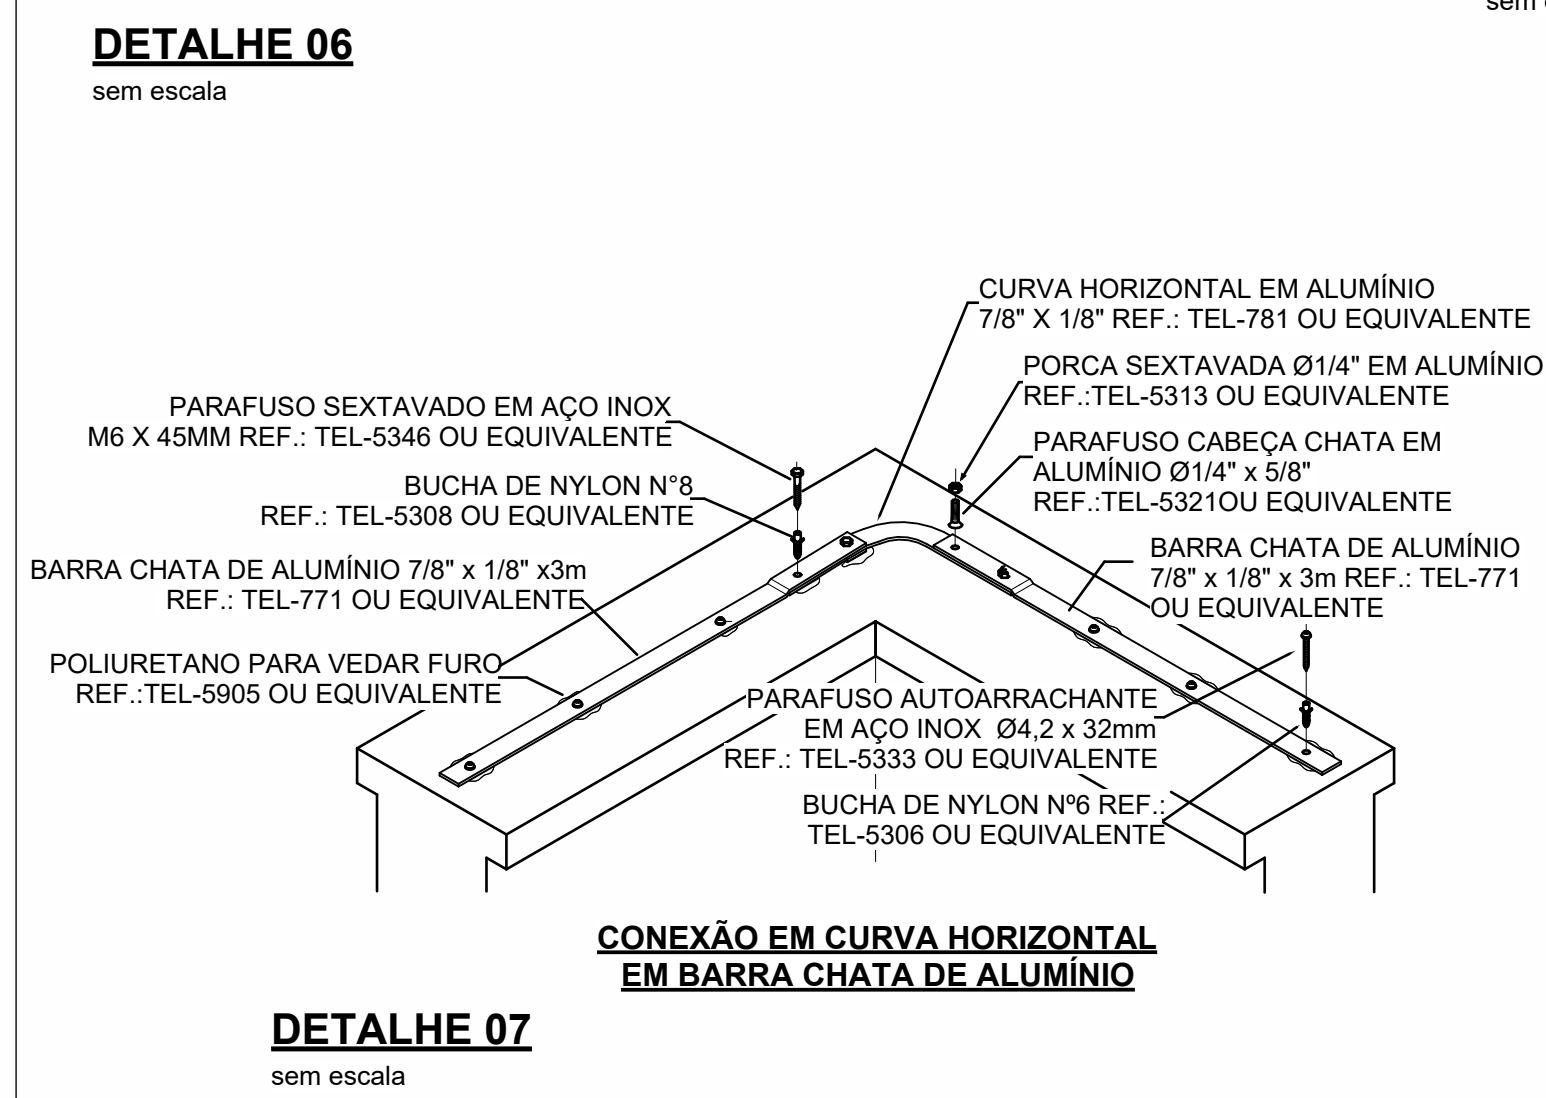 sem
DETALHE 06
sem escala
CURVA HORIZONTAL EM ALUMÍNIO
7/8" X 1/8" REF.: TEL-781 OU EQUIVALENTE
PORCA SEXTAVADA Ø1/4" EM ALUMÍNIO
REF.:TEL-5313 OU EQUIVALENTE
PARAFUSO SEXTAVADO EM AÇO INOX
M6 X 45MM REF.: TEL-5346 OU EQUIVALENTE
PARAFUSO CABEÇA CHATA EM
ALUMÍNIO Ø1/4" x 5/8"
REF.:TEL-5321OU EQUIVALENTE
BUCHA DE NYLON N°8
REF.: TEL-5308 OU EQUIVALENTE
BARRA CHATA DE ALUMÍNIO
7/8" x 1/8" x 3m REF.: TEL-771
OU EQUIVALENTE
BARRA CHATA DE ALUMÍNIO 7/8" x 1/8" x3m
REF.: TEL-771 OU EQUIVALENTE
POLIURETANO PARA VEDAR FURO
REF.:TEL-5905 OU EQUIVALENTE
PARAFUSO AUTOARRACHANTE
EM AÇO INOX  Ø4,2 x 32mm
REF.: TEL-5333 OU EQUIVALENTE
BUCHA DE NYLON Nº6 REF.:
TEL-5306 OU EQUIVALENTE
CONEXÃO EM CURVA HORIZONTAL
EM BARRA CHATA DE ALUMÍNIO
DETALHE 07
sem escala